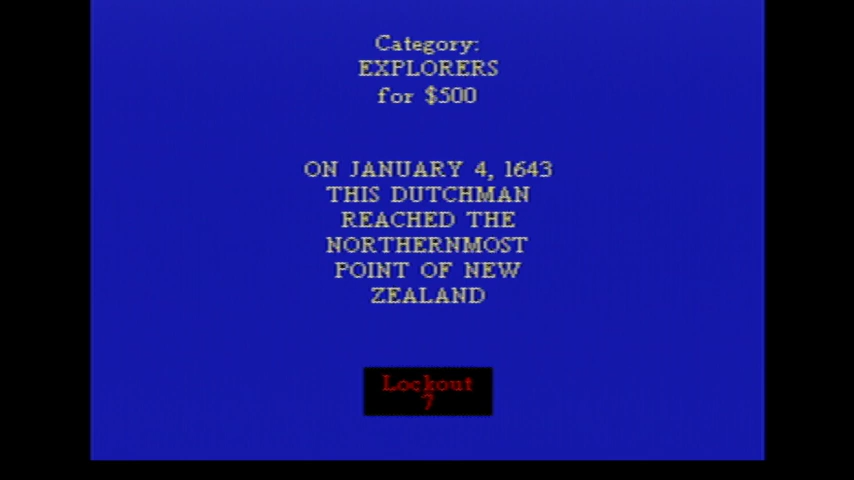 Category:
EXPLORERS
for $500
ON JANUARY 4, 1643
THIS DUTCHMAN
REACHED THE
NORTHERNMOST
POINT OF NEW
ZEALAND
Lockout
7